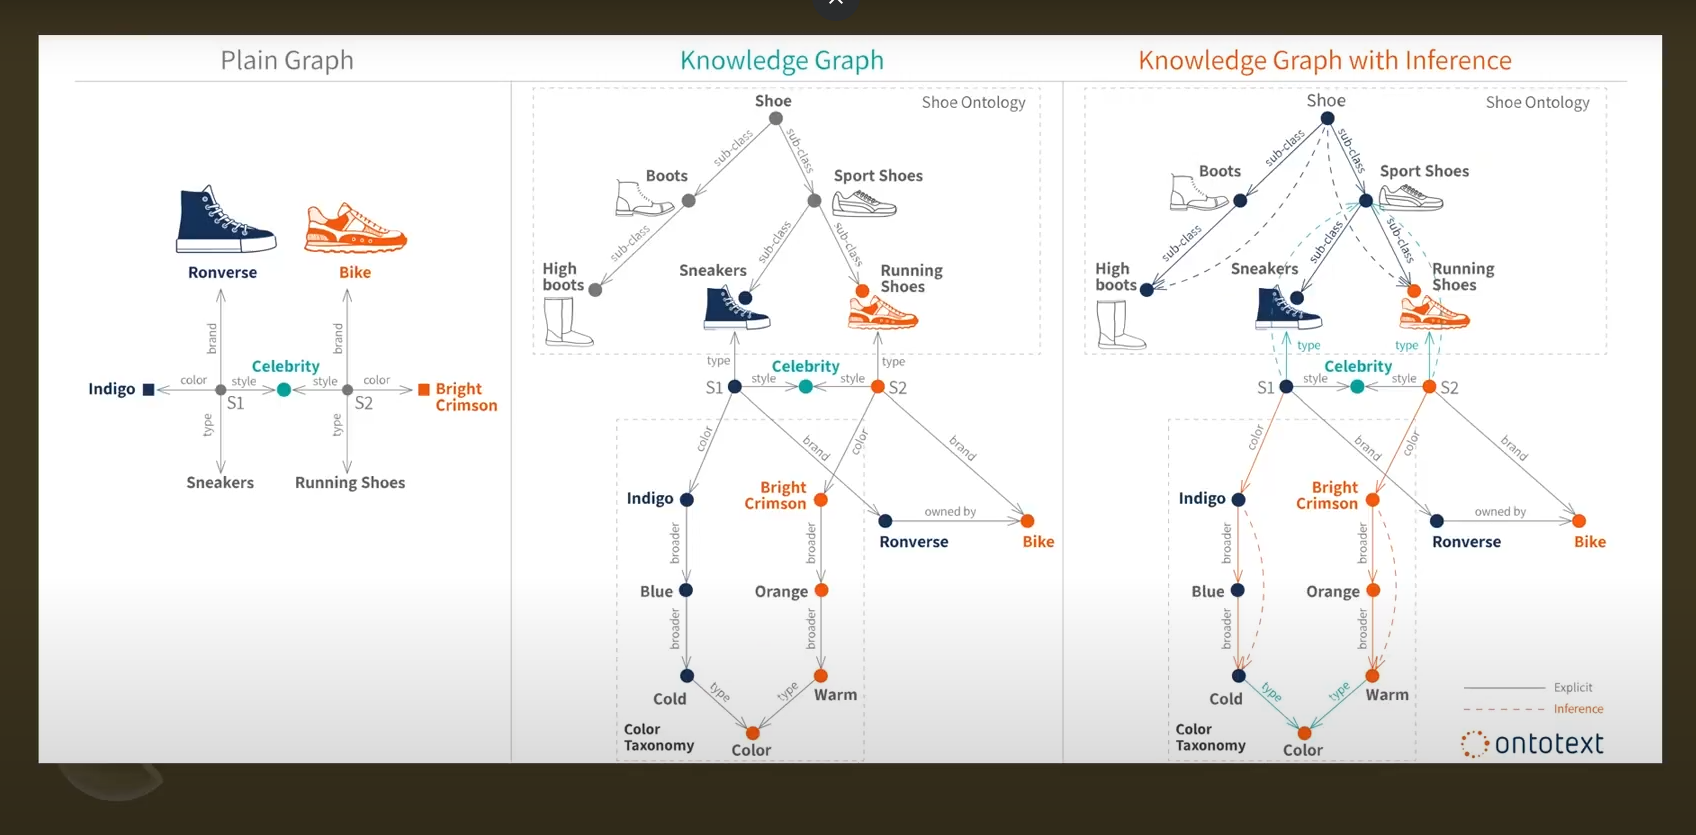 Plain Graph
Ronverse
Bike
brand
brand
Celebrity
Indigo
color
style
style
color
Bright
Crimson
S1
S2
type
type
Sneakers
Running Shoes
Knowledge Graph
Shoe
Shoe Ontology
sub-class
sub-class
Boots
Sport Shoes
sub-class
sub-class
sub-class
High
boots
Sneakers
Running
Shoes
type
type
Celebrity
S1
style
style
S2
color
brand
color
brand
Indigo
Bright
Crimson
owned by
Ronverse
Bike
broader
broader
Blue
Orange
broader
broader
Cold
Warm
type
type
Color
Taxonomy
Color
Knowledge Graph with Inference
Shoe
Shoe Ontology
sub-class
sub-class
Boots
Sport Shoes
sub-class
sub-class
sub-class
High
boots
Sneakers
Running
Shoes
type
type
Celebrity
S1
style
style
S2
color
brand
color
brand
Indigo
Bright
Crimson
owned by
Ronverse
Bike
broader
broader
Blue
Orange
broader
broader
Cold
Warm
type
type
Color
Taxonomy
Color
Explicit
Inference
ontotext